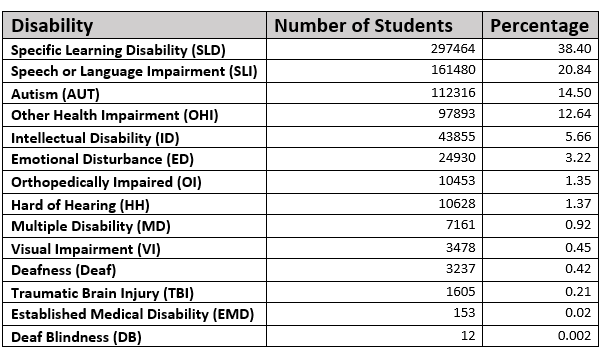 Disability Number of Students Percentage
Specific Learning Disability (SLD) 297464 38.40
Speech or Language Impairment (SLI) 161480 20.84
Autism (AUT) 112316 14.50
Other Health Impairment (OHI) 97893 12.64
Intellectual Disability (ID) 43855 5.66
Emotional Disturbance (ED) 24930 3.22
Orthopedically Impaired (OI) 10453 1.35
Hard of Hearing (HH) 10628 1.37
Multiple Disability (MD) 7161 0.92
Visual Impairment (VI) 3478 0.45
Deafness (Deaf) 3237 0.42
Traumatic Brain Injury (TBI) 1605 0.21
Established Medical Disability (EMD) 153 0.02
Deaf Blindness (DB) 12 0.002